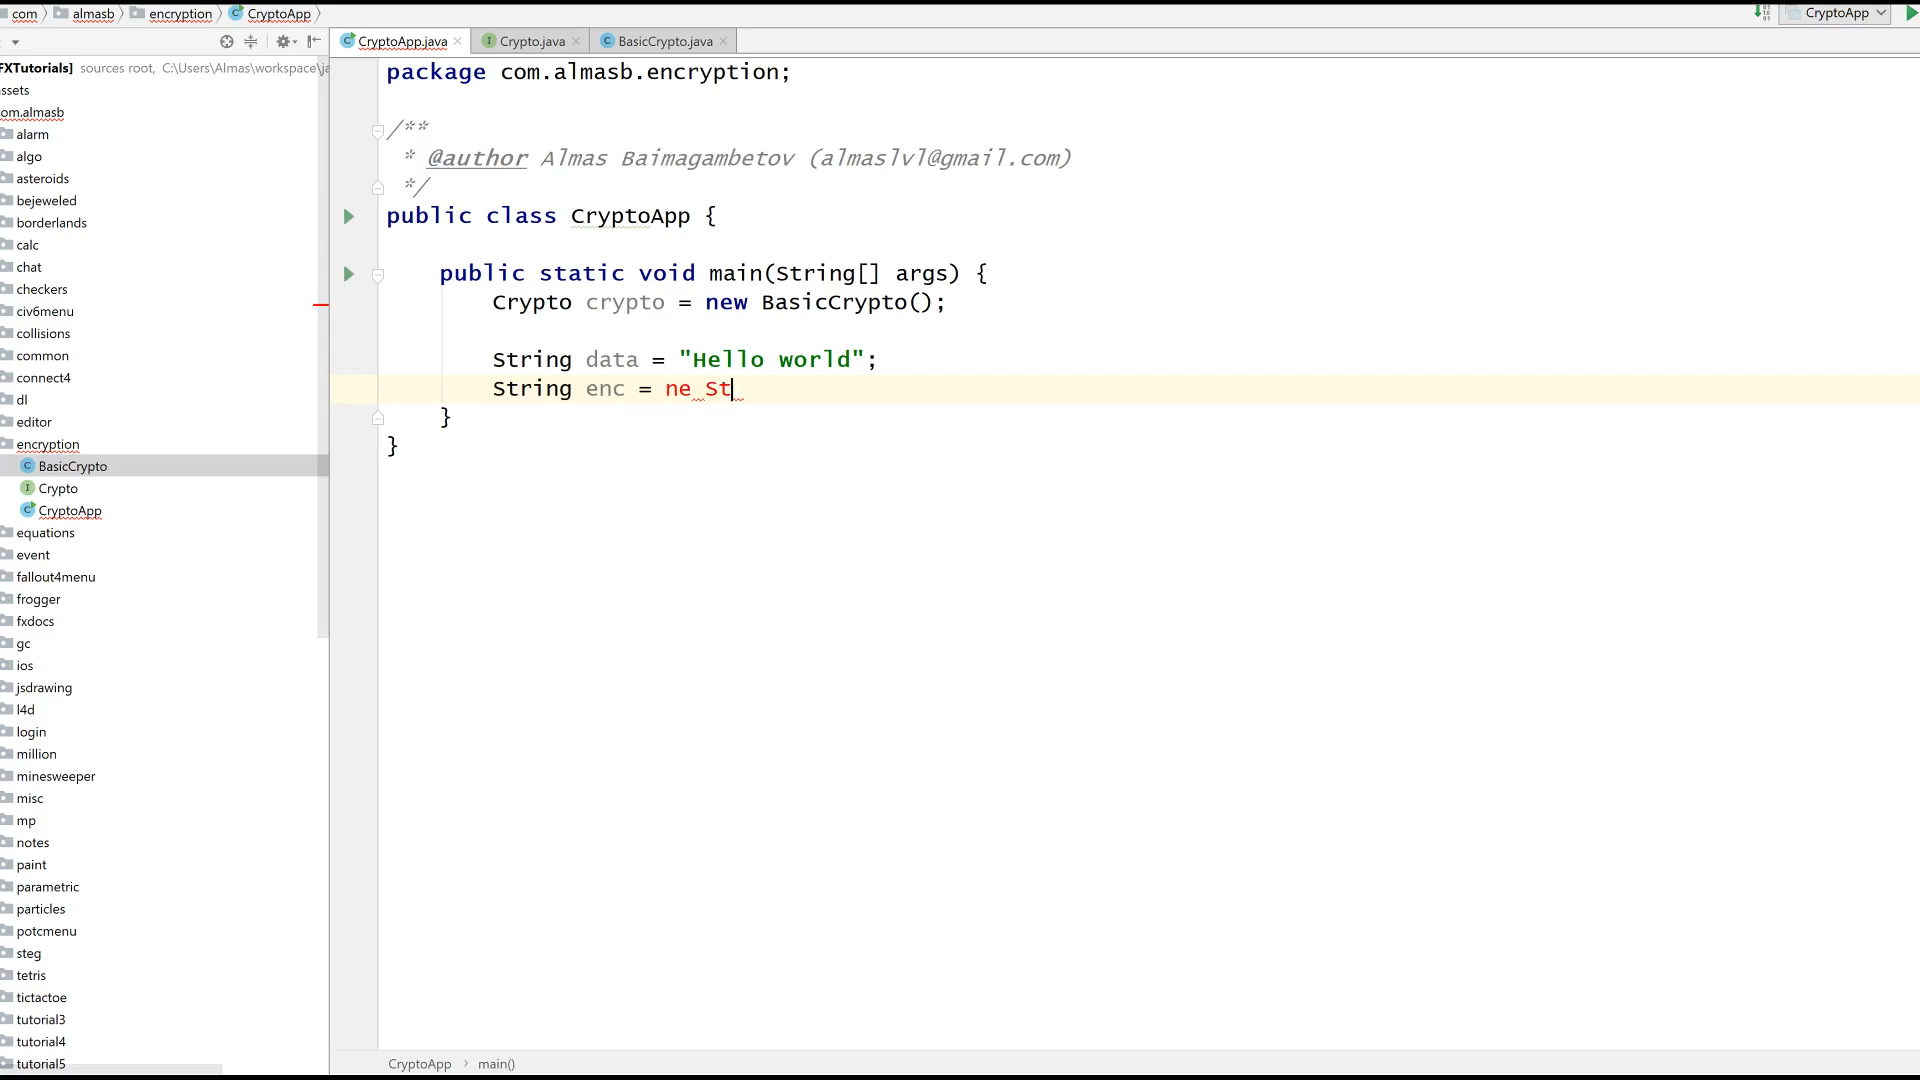 com almasb encryption CryptoApp
CryptoApp
CryptoApp.java Crypto.java BasicCrypto.java
FXTutorials] sources root, C:\Users\Almas\workspace\ja
ssets
om.almasb
alarm
algo
asteroids
bejeweled
borderlands
calc
chat
checkers
civ6menu
collisions
common
connect4
dl
editor
encryption
BasicCrypto
Crypto
CryptoApp
equations
event
fallout4menu
frogger
fxdocs
gc
ios
jsdrawing
l4d
login
million
minesweeper
misc
mp
notes
paint
parametric
particles
potcmenu
steg
tetris
tictactoe
tutorial3
tutorial4
tutorial5
package com.almasb.encryption;
/**
* @author Almas Baimagambetov (almaslvl@gmail.com)
*/
public class CryptoApp {
public static void main(String[] args) {
Crypto crypto = new BasicCrypto();
String data = "Hello world";
String enc = ne St
}
}
CryptoApp › main()